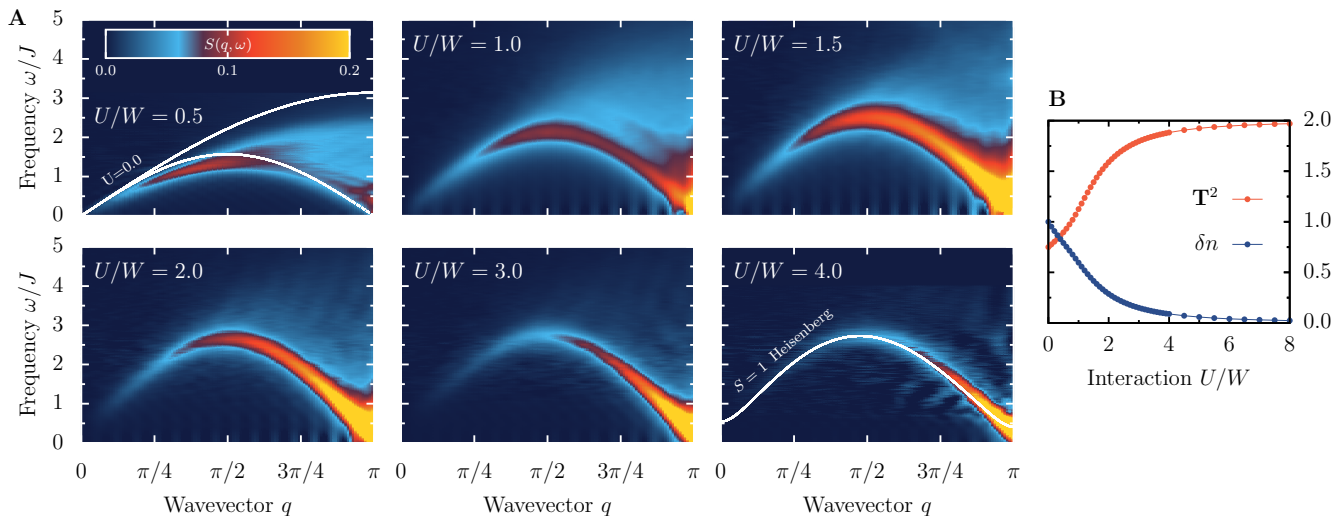 A
Frequency ω/J
5
4
3
2
1
0
S(q, ω)
0.0 0.1 0.2
U/W = 0.5
U=0.0
U/W = 1.0
U/W = 1.5
B
2.0
1.5
1.0
0.5
0.0
T²
δn
0 2 4 6 8
Interaction U/W
Frequency ω/J
5
4
3
2
1
0
U/W = 2.0
U/W = 3.0
U/W = 4.0
S = 1 Heisenberg
0 π/4 π/2 3π/4 π
0 π/4 π/2 3π/4 π
0 π/4 π/2 3π/4 π
Wavevector q
Wavevector q
Wavevector q